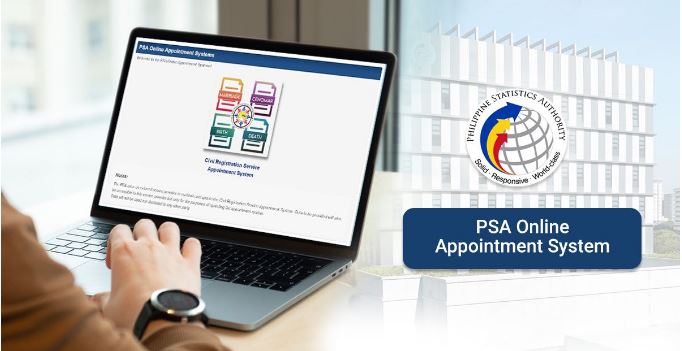 PSA Online Appointment Systems
Welcome to the PSA Online Appointment System!
MARRIAGE
CENOMAR
BIRTH
DEATH
Civil Registration Service
Appointment System
PHILIPPINE STATISTICS AUTHORITY
Solid Responsive World-class
PSA Online
Appointment System